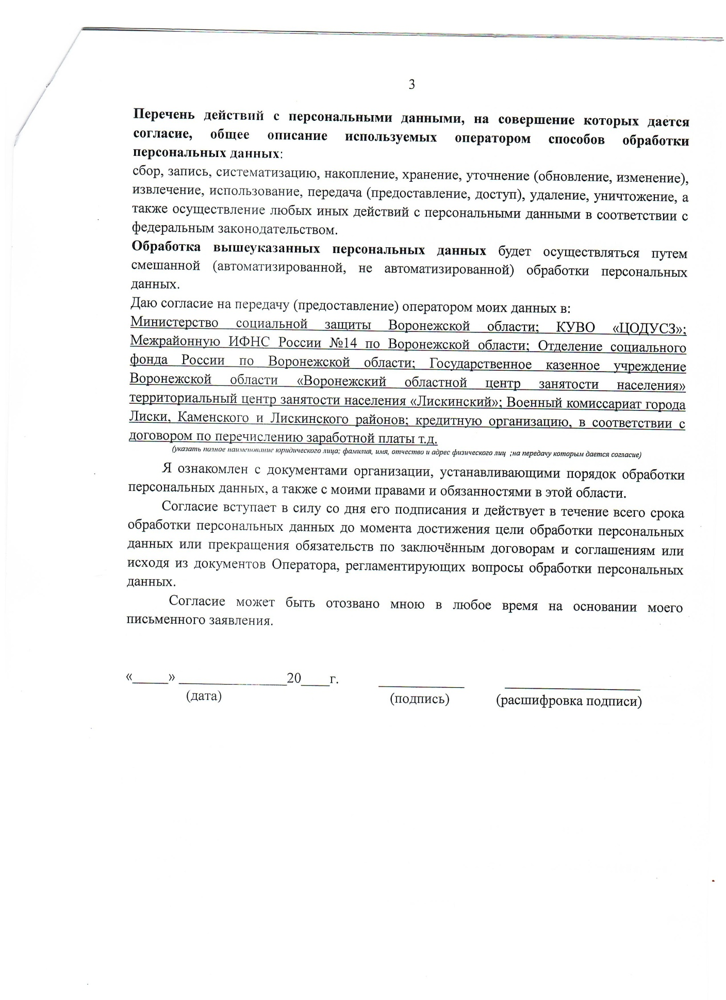 3
Перечень действий с персональными данными, на совершение которых дается
согласие, общее описание используемых оператором способов обработки
персональных данных:
сбор, запись, систематизацию, накопление, хранение, уточнение (обновление, изменение),
извлечение, использование, передача (предоставление, доступ), удаление, уничтожение, а
также осуществление любых иных действий с персональными данными в соответствии с
федеральным законодательством.
Обработка вышеуказанных персональных данных будет осуществляться путем
смешанной (автоматизированной, не автоматизированной) обработки персональных
данных.
Даю согласие на передачу (предоставление) оператором моих данных в:
Министерство социальной защиты Воронежской области; КУВО «ЦОДУСЗ»;
Межрайонную ИФНС России №14 по Воронежской области; Отделение социального
фонда России по Воронежской области; Государственное казенное учреждение
Воронежской области «Воронежский областной центр занятости населения»
территориальный центр занятости населения «Лискинский»; Военный комиссариат города
Лиски, Каменского и Лискинского районов; кредитную организацию, в соответствии с
договором по перечислению заработной платы т.д.
(указать полное наименование юридического лица; фамилия, имя, отчество и адрес физического лиц ;на передачу которым дается согласие)
Я ознакомлен с документами организации, устанавливающими порядок обработки
персональных данных, а также с моими правами и обязанностями в этой области.
Согласие вступает в силу со дня его подписания и действует в течение всего срока
обработки персональных данных до момента достижения цели обработки персональных
данных или прекращения обязательств по заключённым договорам и соглашениям или
исходя из документов Оператора, регламентирующих вопросы обработки персональных
данных.
Согласие может быть отозвано мною в любое время на основании моего
письменного заявления.
«_____» _______________20____г. ____________ ___________________
(дата) (подпись) (расшифровка подписи)